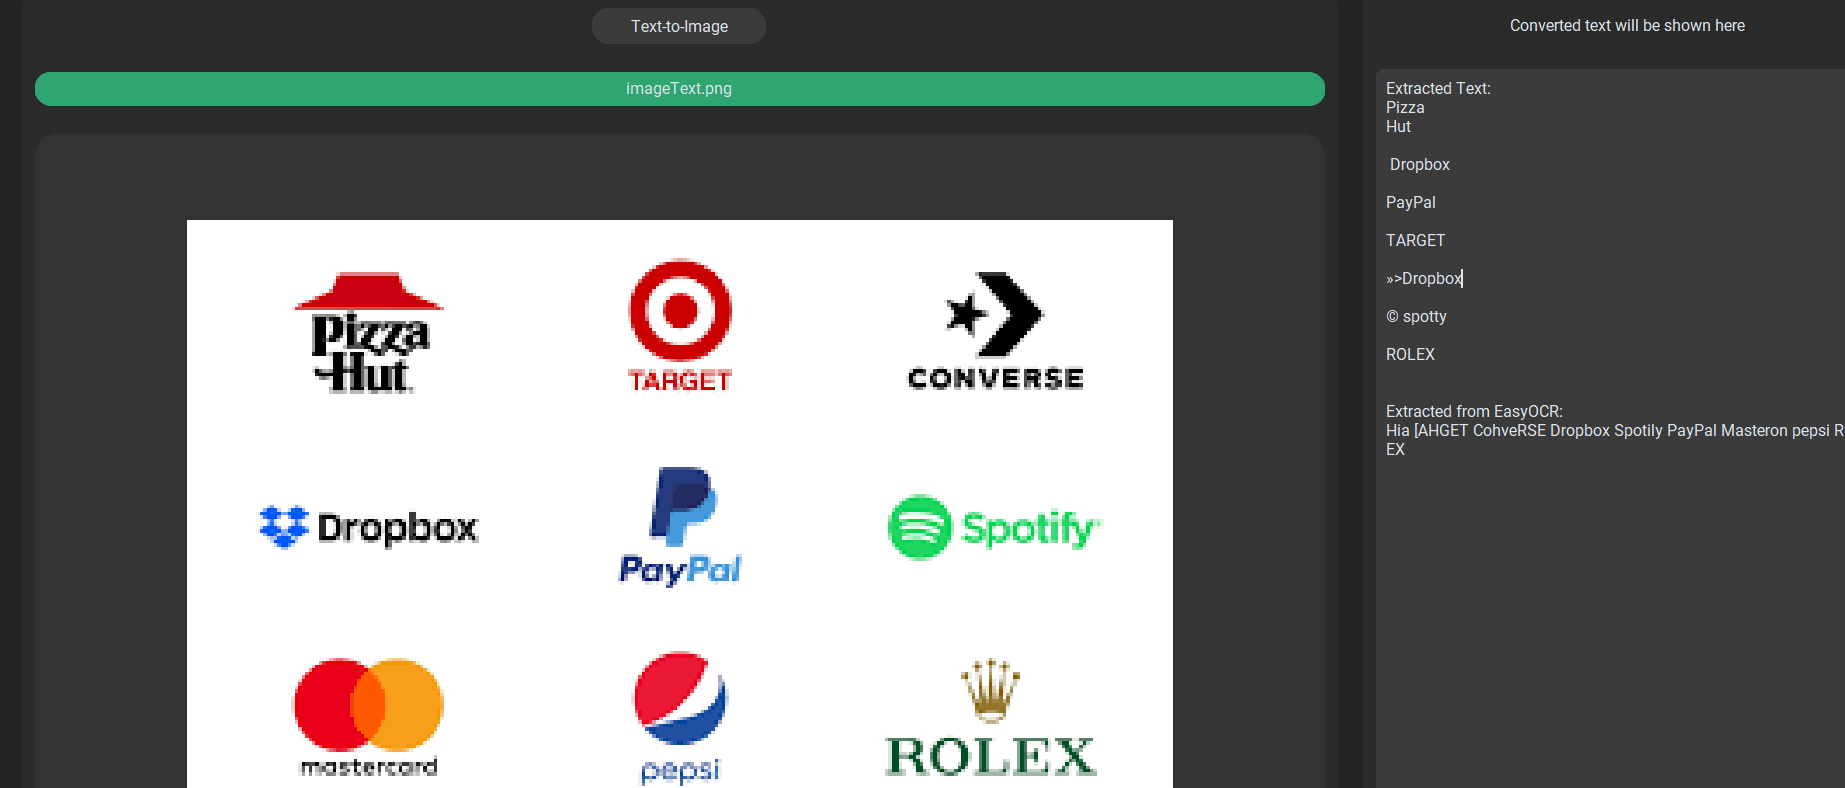 Text-to-Image
imageText.png
Pizza
Hut
TARGET
CONVERSE
Dropbox
PayPal
Spotify
mastercard
pepsi
ROLEX
Converted text will be shown here
Extracted Text:
Pizza
Hut
Dropbox
PayPal
TARGET
»>Dropbox
© spotty
ROLEX
Extracted from EasyOCR:
Hia [AHGET CohveRSE Dropbox Spotily PayPal Masteron pepsi R
EX